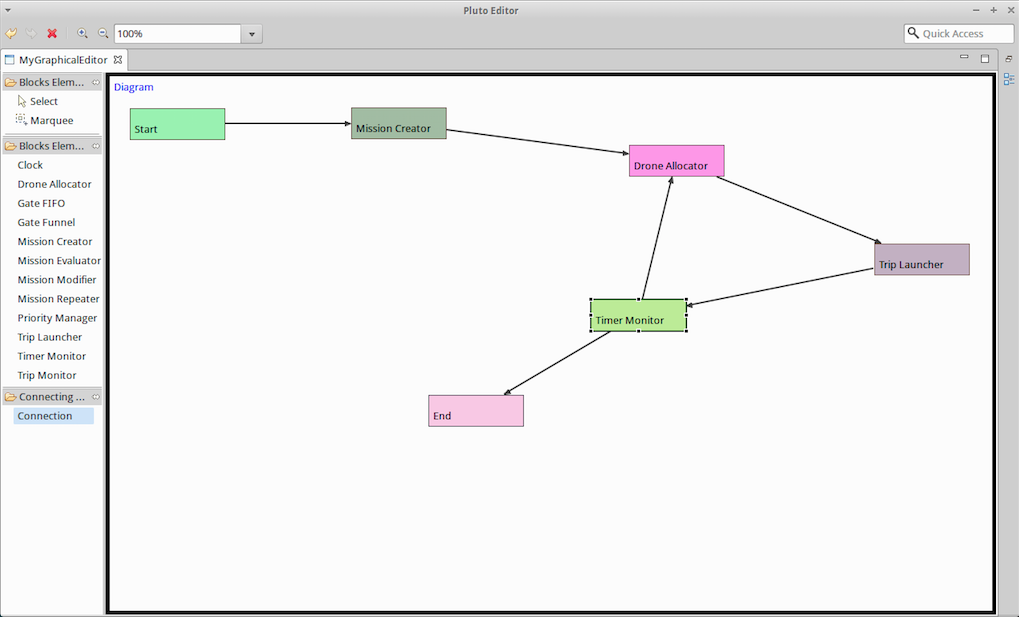 Pluto Editor
100%
Quick Access
MyGraphicalEditor
Blocks Elem...
Select
Marquee
Blocks Elem...
Clock
Drone Allocator
Gate FIFO
Gate Funnel
Mission Creator
Mission Evaluator
Mission Modifier
Mission Repeater
Priority Manager
Trip Launcher
Timer Monitor
Trip Monitor
Connecting ...
Connection
Diagram
Start
Mission Creator
Drone Allocator
Trip Launcher
Timer Monitor
End